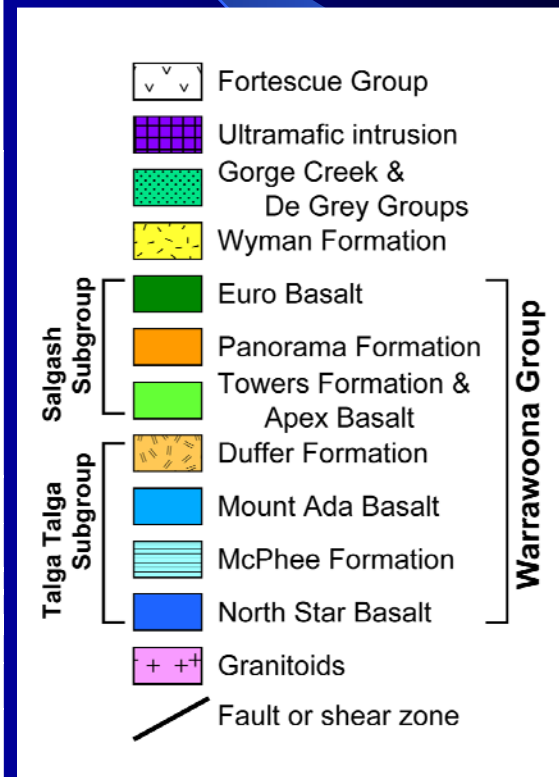 Fortescue Group
Ultramafic intrusion
Gorge Creek &
De Grey Groups
Wyman Formation
Salgash
Subgroup
Euro Basalt
Panorama Formation
Towers Formation &
Apex Basalt
Talga Talga
Subgroup
Duffer Formation
Mount Ada Basalt
McPhee Formation
North Star Basalt
Warrawoona Group
Granitoids
Fault or shear zone